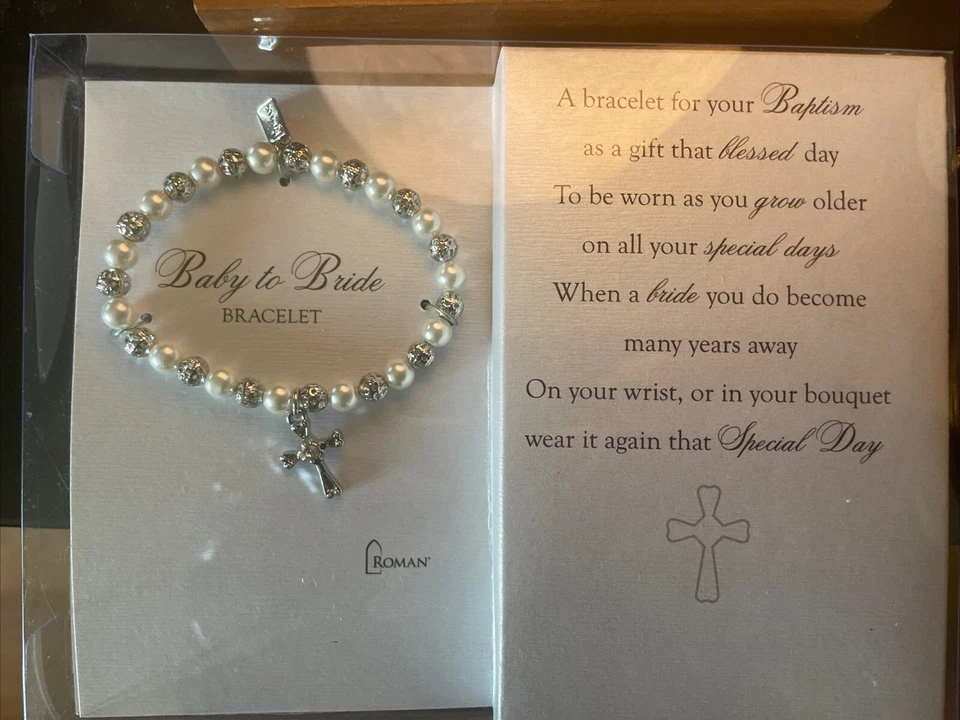 Baby to Bride
BRACELET
ROMAN™
A bracelet for your Baptism
as a gift that blessed day
To be worn as you grow older
on all your special days
When a bride you do become
many years away
On your wrist, or in your bouquet
wear it again that Special Day